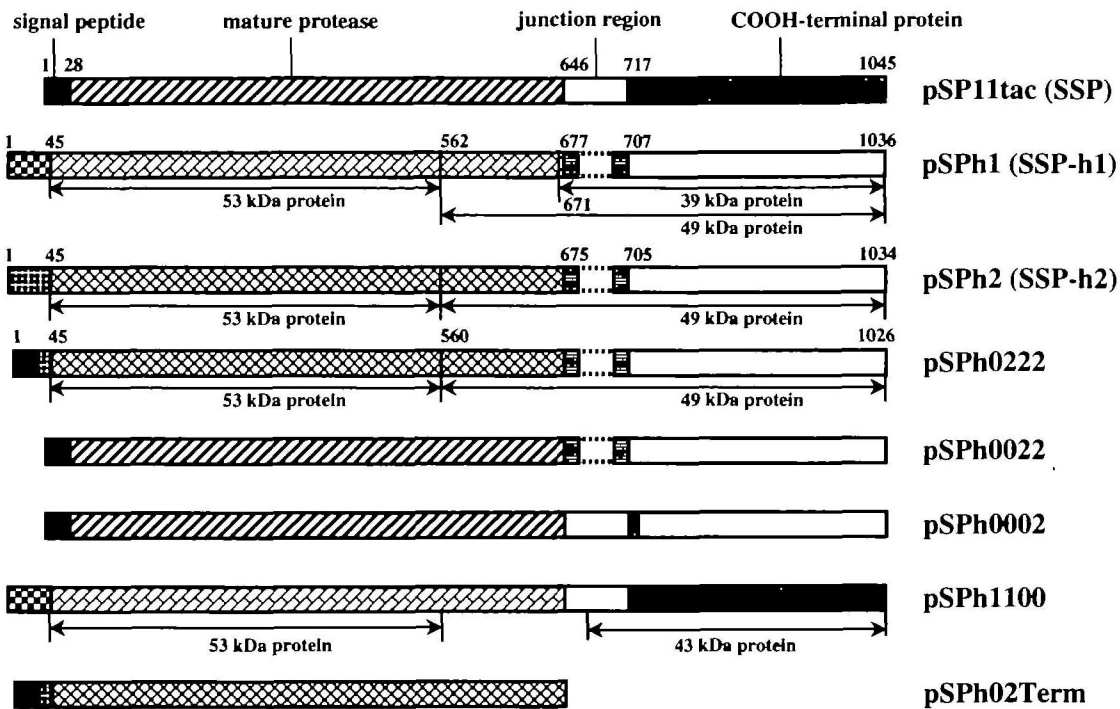 signal peptide mature protease junction region COOH-terminal protein
1 28 646 717 1045
pSP11tac (SSP)
1 45 562 677 707 1036
pSPh1 (SSP-h1)
53 kDa protein 671 39 kDa protein
49 kDa protein
1 45 675 705 1034
pSPh2 (SSP-h2)
53 kDa protein 49 kDa protein
1 45 560 1026
pSPh0222
53 kDa protein 49 kDa protein
pSPh0022
pSPh0002
pSPh1100
53 kDa protein 43 kDa protein
pSPh02Term